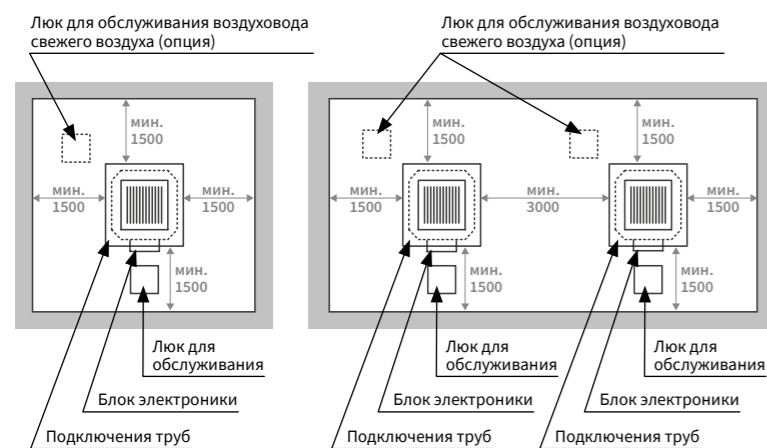 Люк для обслуживания воздуховода
свежего воздуха (опция)
Люк для обслуживания воздуховода
свежего воздуха (опция)
мин.
1500
мин.
1500
мин.
1500
мин.
1500
мин.
1500
мин.
1500
мин.
1500
мин.
3000
мин.
1500
мин.
1500
мин.
1500
Люк для
обслуживания
Люк для
обслуживания
Люк для
обслуживания
Блок электроники
Блок электроники
Блок электроники
Подключения труб
Подключения труб
Подключения труб